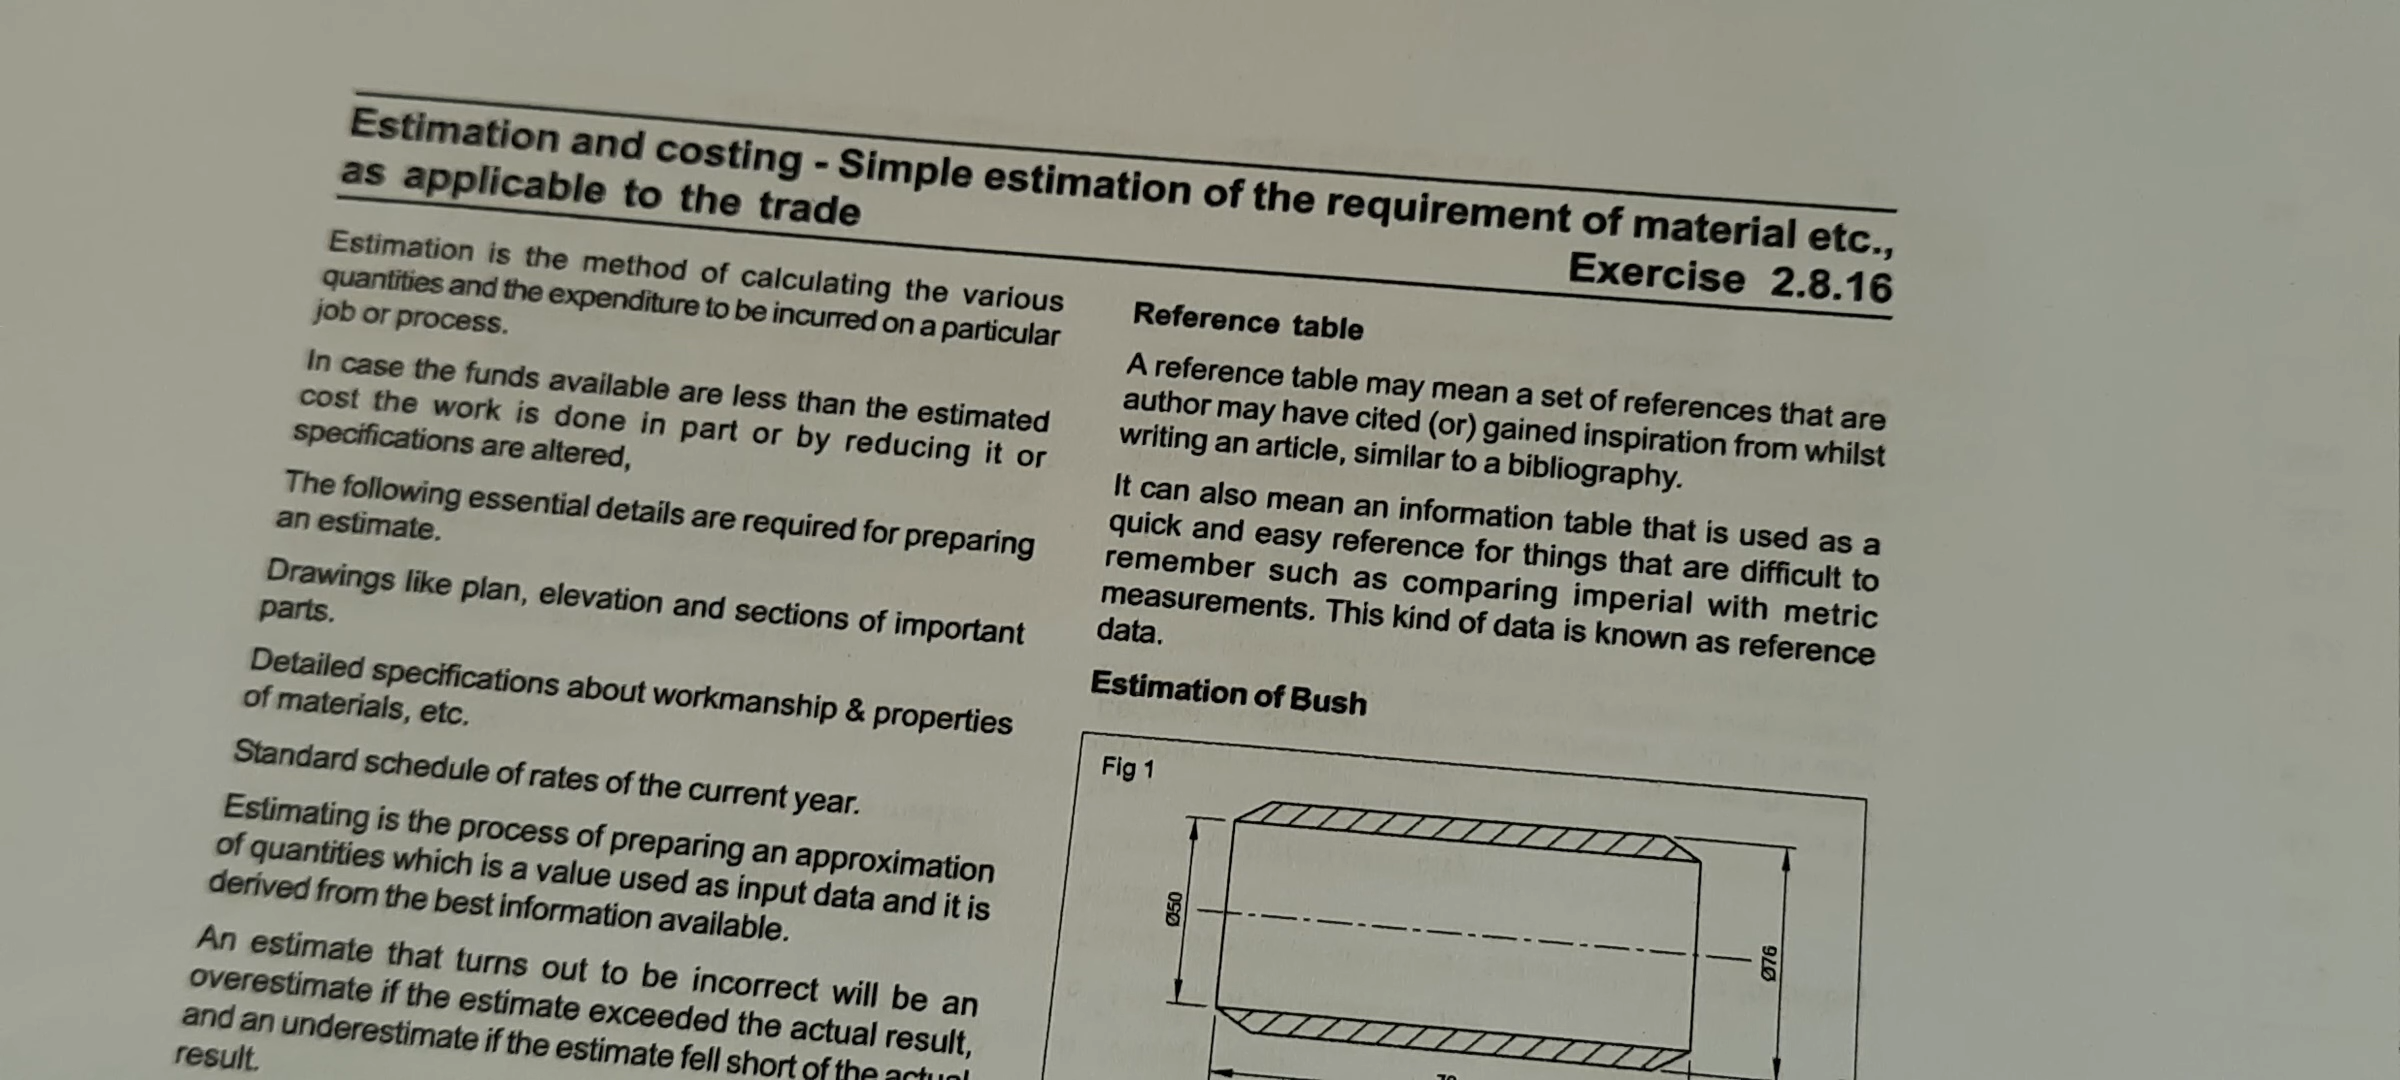 Estimation and costing - Simple estimation of the requirement of material etc.,
as applicable to the trade
Exercise 2.8.16
Estimation is the method of calculating the various
quantities and the expenditure to be incurred on a particular
job or process.
In case the funds available are less than the estimated
cost the work is done in part or by reducing it or
specifications are altered,
The following essential details are required for preparing
an estimate.
Drawings like plan, elevation and sections of important
parts.
Detailed specifications about workmanship & properties
of materials, etc.
Standard schedule of rates of the current year.
Estimating is the process of preparing an approximation
of quantities which is a value used as input data and it is
derived from the best information available.
An estimate that turns out to be incorrect will be an
overestimate if the estimate exceeded the actual result,
and an underestimate if the estimate fell short of the actual
result.
Reference table
A reference table may mean a set of references that are
author may have cited (or) gained inspiration from whilst
writing an article, similar to a bibliography.
It can also mean an information table that is used as a
quick and easy reference for things that are difficult to
remember such as comparing imperial with metric
measurements. This kind of data is known as reference
data.
Estimation of Bush
Fig 1
Ø50
Ø76